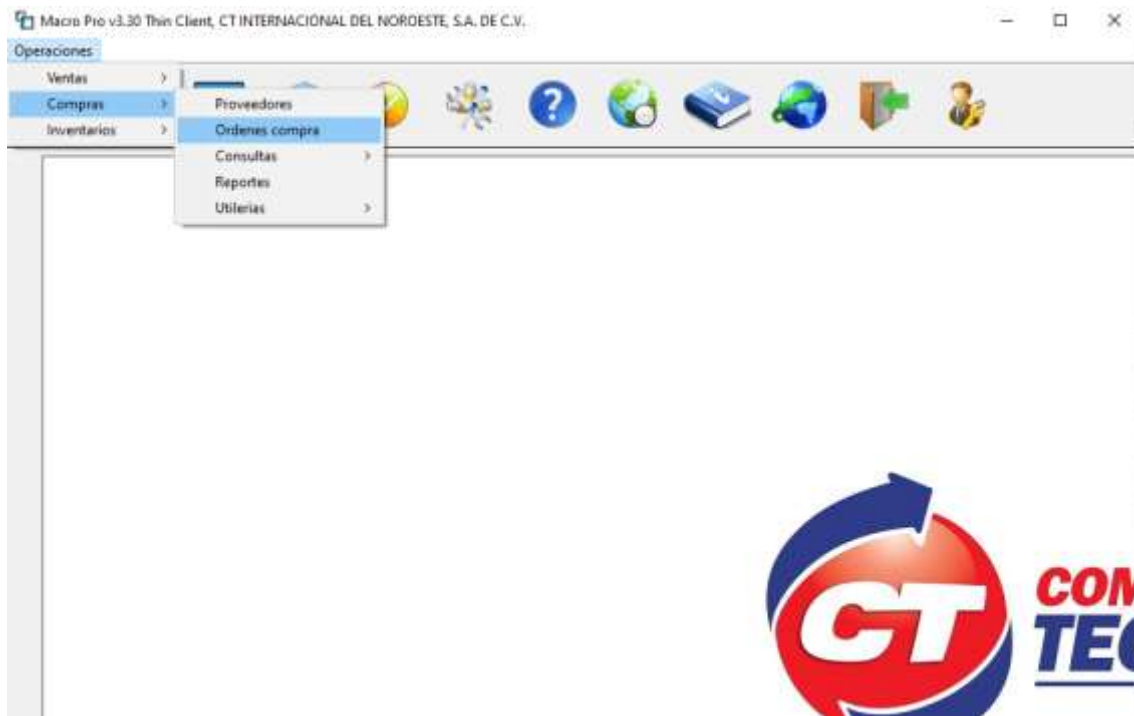 Macro Pro v3.30 Thin Client, CT INTERNACIONAL DEL NOROESTE, S.A. DE C.V.
Operaciones
Ventas
Compras
Inventarios
Proveedores
Ordenes compra
Consultas
Reportes
Utilerias
?
CT
COM
TEC